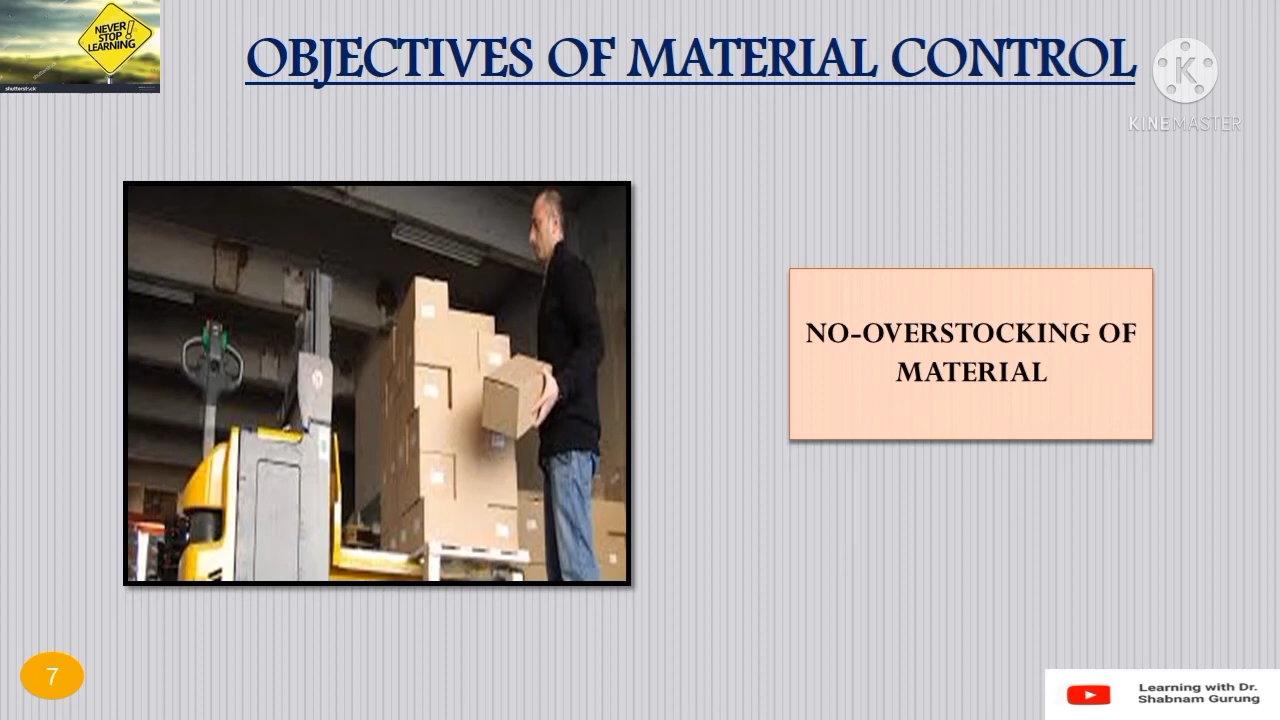 NEVER
STOP
LEARNING
!
shutterstock
OBJECTIVES OF MATERIAL CONTROL
K
KINEMASTER
NO-OVERSTOCKING OF
MATERIAL
7
Learning with Dr.
Shabnam Gurung